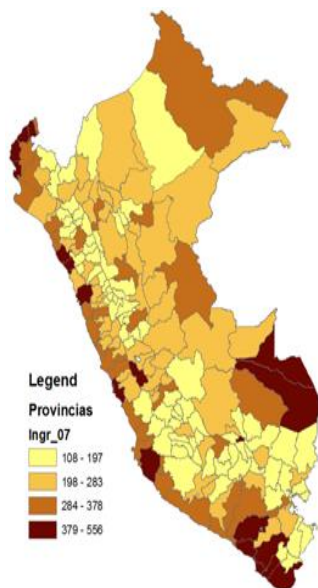 Legend
Provincias
Ingr_07
108 - 197
198 - 283
284 - 378
379 - 556